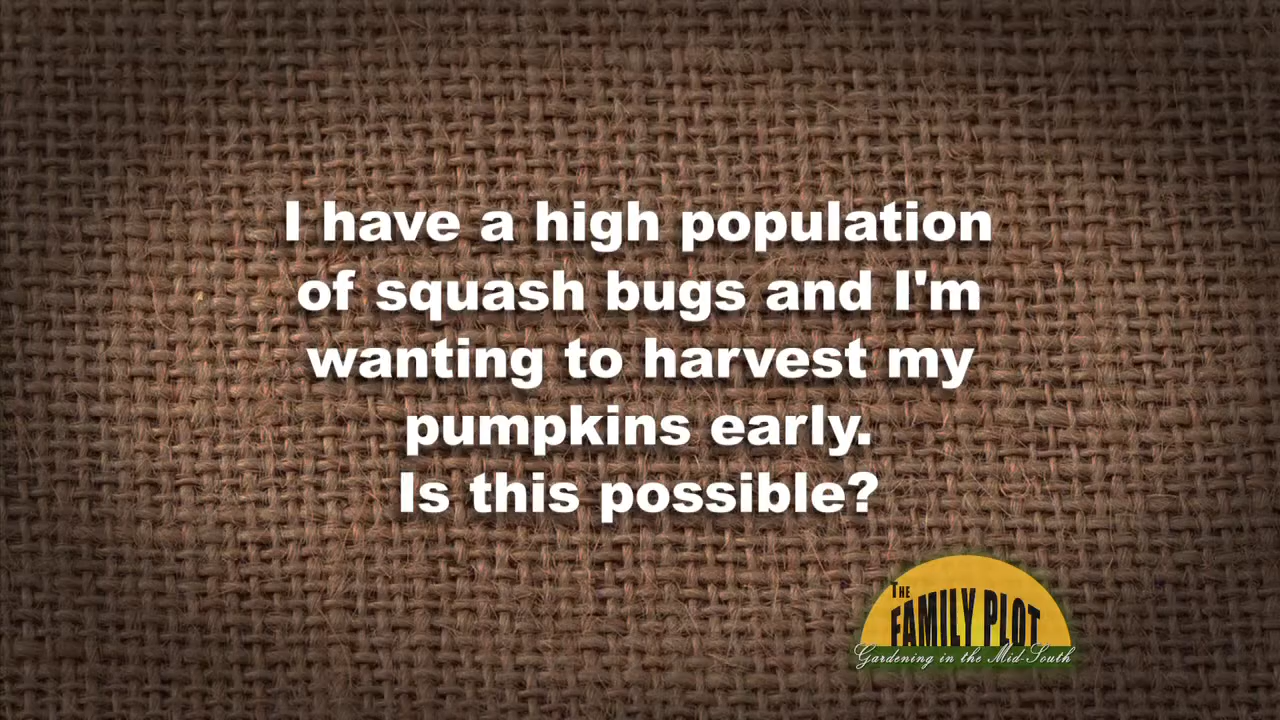 I have a high population
of squash bugs and I'm
wanting to harvest my
pumpkins early.
Is this possible?
THE
FAMILY PLOT
Gardening in the Mid-South